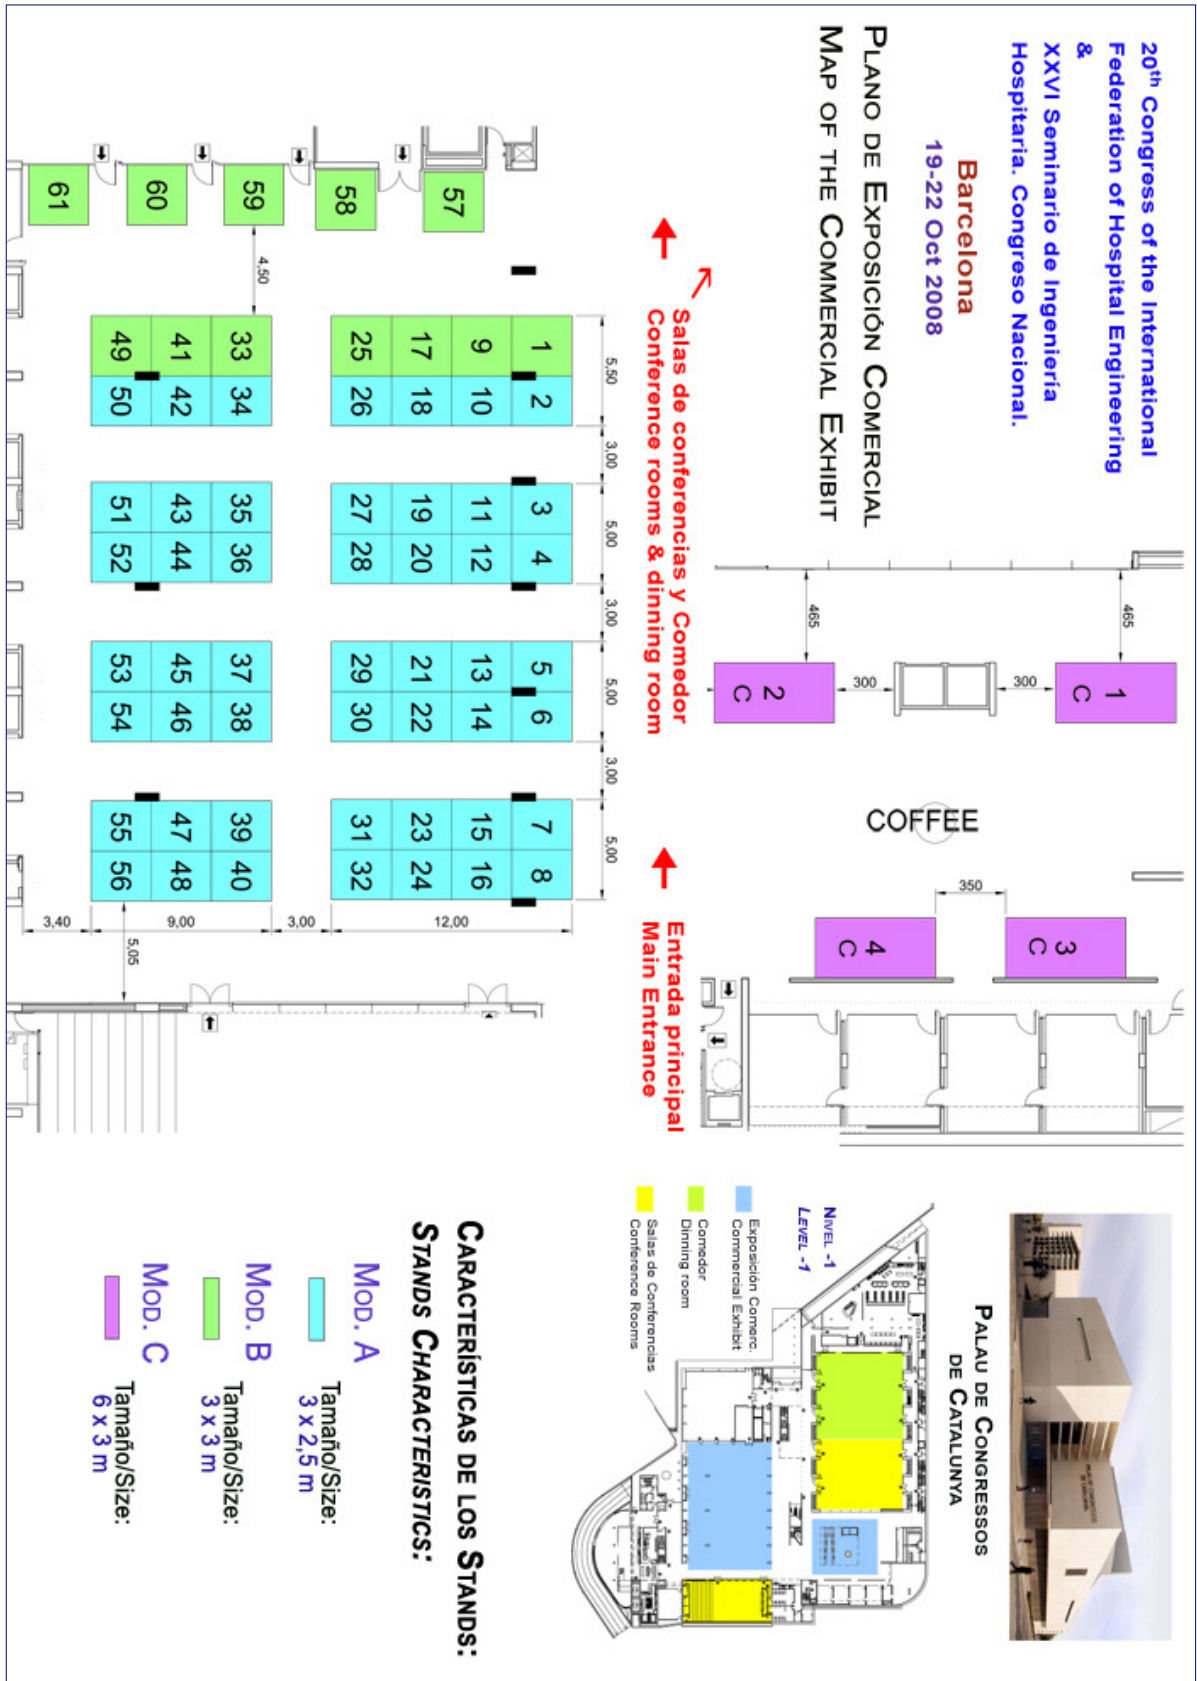 20th Congress of the International
Federation of Hospital Engineering
&
XXVI Seminario de Ingeniería
Hospitaria. Congreso Nacional.
Barcelona
19-22 Oct 2008
PLANO DE EXPOSICIÓN COMERCIAL
MAP OF THE COMMERCIAL EXHIBIT
465
465
1
C
2
C
300
300
COFFEE
350
3
C
4
C
Salas de conferencias y Comedor
Conference rooms & dinning room
Entrada principal
Main Entrance
57
58
59
60
61
4,50
5,50
3,00
5,00
3,00
5,00
3,00
5,00
1 2 3 4 5 6 7 8
9 10 11 12 13 14 15 16
17 18 19 20 21 22 23 24
25 26 27 28 29 30 31 32
33 34 35 36 37 38 39 40
41 42 43 44 45 46 47 48
49 50 51 52 53 54 55 56
12,00
3,00
9,00
3,40
5,05
PALAU DE CONGRESSOS
DE CATALUNYA
NIVEL -1
LEVEL -1
Exposición Comerc.
Commercial Exhibit
Comedor
Dinning room
Salas de Conferencias
Conference Rooms
CARACTERÍSTICAS DE LOS STANDS:
STANDS CHARACTERISTICS:
MOD. A
Tamaño/Size:
3 x 2,5 m
MOD. B
Tamaño/Size:
3 x 3 m
MOD. C
Tamaño/Size:
6 x 3 m